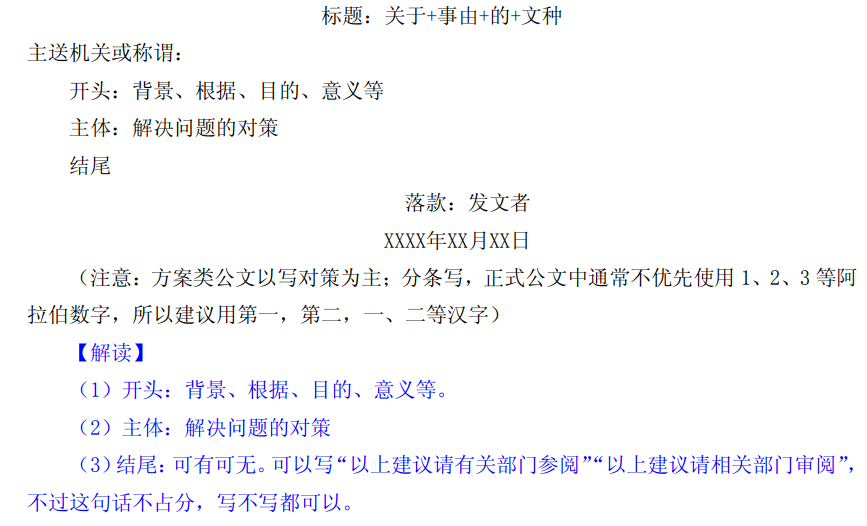 标题：关于+事由+的+文种
主送机关或称谓：
开头：背景、根据、目的、意义等
主体：解决问题的对策
结尾
落款：发文者
XXXX年XX月XX日
（注意：方案类公文以写对策为主；分条写，正式公文中通常不优先使用 1、2、3 等阿
拉伯数字，所以建议用第一，第二，一、二等汉字）
【解读】
（1）开头：背景、根据、目的、意义等。
（2）主体：解决问题的对策
（3）结尾：可有可无。可以写“以上建议请有关部门参阅”“以上建议请相关部门审阅”，
不过这句话不占分，写不写都可以。